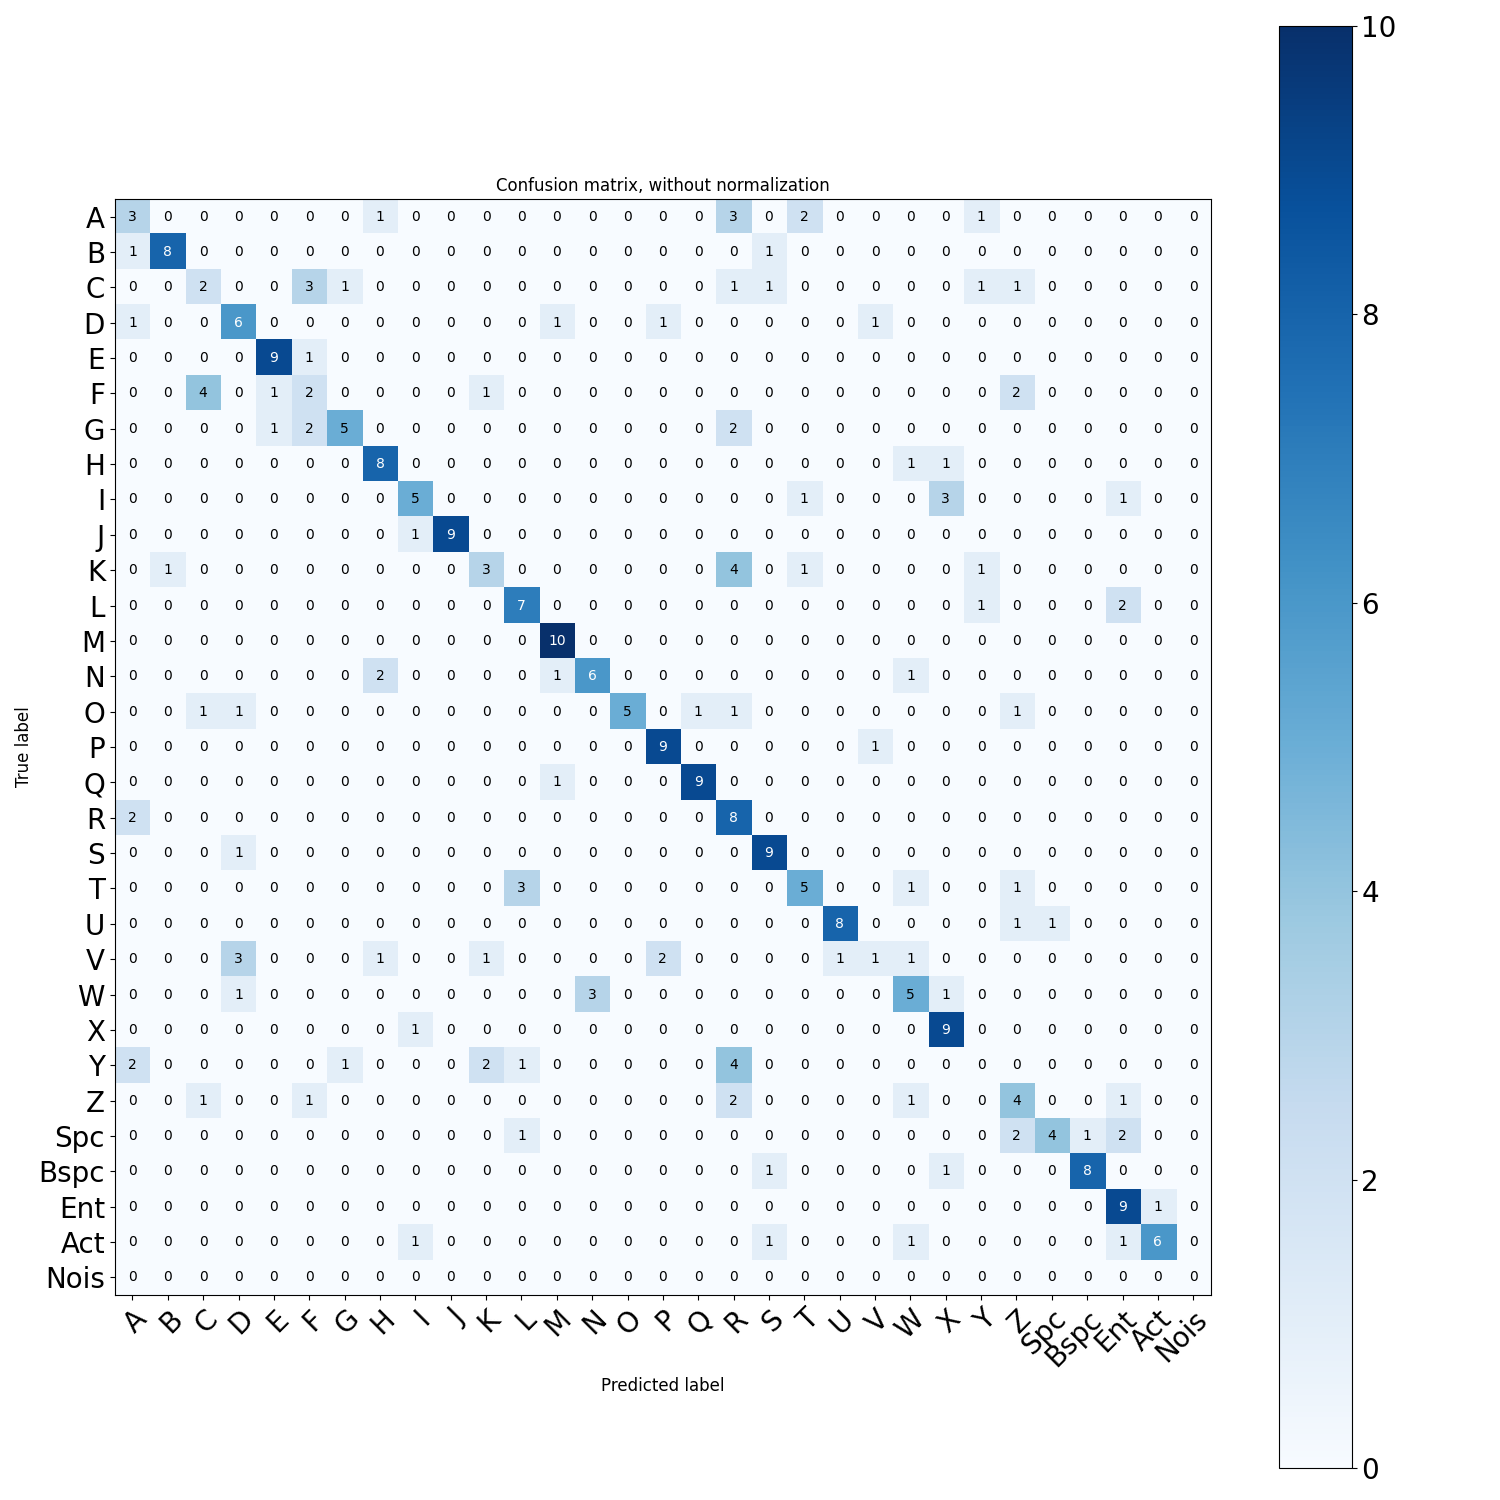 Confusion matrix, without normalization
A 3 0 0 0 0 0 0 1 0 0 0 0 0 0 0 0 0 3 0 2 0 0 0 0 1 0 0 0 0 0 0
B 1 8 0 0 0 0 0 0 0 0 0 0 0 0 0 0 0 0 1 0 0 0 0 0 0 0 0 0 0 0 0
C 0 0 2 0 0 3 1 0 0 0 0 0 0 0 0 0 0 1 1 0 0 0 0 0 1 1 0 0 0 0 0
D 1 0 0 6 0 0 0 0 0 0 0 0 1 0 0 1 0 0 0 0 0 1 0 0 0 0 0 0 0 0 0
E 0 0 0 0 9 1 0 0 0 0 0 0 0 0 0 0 0 0 0 0 0 0 0 0 0 0 0 0 0 0 0
F 0 0 4 0 1 2 0 0 0 0 1 0 0 0 0 0 0 0 0 0 0 0 0 0 0 2 0 0 0 0 0
G 0 0 0 0 1 2 5 0 0 0 0 0 0 0 0 0 0 2 0 0 0 0 0 0 0 0 0 0 0 0 0
H 0 0 0 0 0 0 0 8 0 0 0 0 0 0 0 0 0 0 0 0 0 0 1 1 0 0 0 0 0 0 0
I 0 0 0 0 0 0 0 0 5 0 0 0 0 0 0 0 0 0 0 1 0 0 0 3 0 0 0 0 1 0 0
J 0 0 0 0 0 0 0 0 1 9 0 0 0 0 0 0 0 0 0 0 0 0 0 0 0 0 0 0 0 0 0
K 0 1 0 0 0 0 0 0 0 0 3 0 0 0 0 0 0 4 0 1 0 0 0 0 1 0 0 0 0 0 0
L 0 0 0 0 0 0 0 0 0 0 0 7 0 0 0 0 0 0 0 0 0 0 0 0 1 0 0 0 2 0 0
M 0 0 0 0 0 0 0 0 0 0 0 0 10 0 0 0 0 0 0 0 0 0 0 0 0 0 0 0 0 0 0
N 0 0 0 0 0 0 0 2 0 0 0 0 1 6 0 0 0 0 0 0 0 0 1 0 0 0 0 0 0 0 0
O 0 0 1 1 0 0 0 0 0 0 0 0 0 0 5 0 1 1 0 0 0 0 0 0 0 1 0 0 0 0 0
P 0 0 0 0 0 0 0 0 0 0 0 0 0 0 0 9 0 0 0 0 0 1 0 0 0 0 0 0 0 0 0
Q 0 0 0 0 0 0 0 0 0 0 0 0 1 0 0 0 9 0 0 0 0 0 0 0 0 0 0 0 0 0 0
R 2 0 0 0 0 0 0 0 0 0 0 0 0 0 0 0 0 8 0 0 0 0 0 0 0 0 0 0 0 0 0
S 0 0 0 1 0 0 0 0 0 0 0 0 0 0 0 0 0 0 9 0 0 0 0 0 0 0 0 0 0 0 0
T 0 0 0 0 0 0 0 0 0 0 0 3 0 0 0 0 0 0 0 5 0 0 1 0 0 1 0 0 0 0 0
U 0 0 0 0 0 0 0 0 0 0 0 0 0 0 0 0 0 0 0 0 8 0 0 0 0 1 1 0 0 0 0
V 0 0 0 3 0 0 0 1 0 0 1 0 0 0 0 2 0 0 0 0 1 1 1 0 0 0 0 0 0 0 0
W 0 0 0 1 0 0 0 0 0 0 0 0 0 3 0 0 0 0 0 0 0 0 5 1 0 0 0 0 0 0 0
X 0 0 0 0 0 0 0 0 1 0 0 0 0 0 0 0 0 0 0 0 0 0 0 9 0 0 0 0 0 0 0
Y 2 0 0 0 0 0 1 0 0 0 2 1 0 0 0 0 0 4 0 0 0 0 0 0 0 0 0 0 0 0 0
Z 0 0 1 0 0 1 0 0 0 0 0 0 0 0 0 0 0 2 0 0 0 0 1 0 0 4 0 0 1 0 0
Spc 0 0 0 0 0 0 0 0 0 0 0 1 0 0 0 0 0 0 0 0 0 0 0 0 0 2 4 1 2 0 0
Bspc 0 0 0 0 0 0 0 0 0 0 0 0 0 0 0 0 0 0 1 0 0 0 0 1 0 0 0 8 0 0 0
Ent 0 0 0 0 0 0 0 0 0 0 0 0 0 0 0 0 0 0 0 0 0 0 0 0 0 0 0 0 9 1 0
Act 0 0 0 0 0 0 0 0 1 0 0 0 0 0 0 0 0 0 1 0 0 0 1 0 0 0 0 0 1 6 0
Nois 0 0 0 0 0 0 0 0 0 0 0 0 0 0 0 0 0 0 0 0 0 0 0 0 0 0 0 0 0 0 0
A B C D E F G H I J K L M N O P Q R S T U V W X Y Z Spc Bspc Ent Act Nois
True label
Predicted label
10
8
6
4
2
0